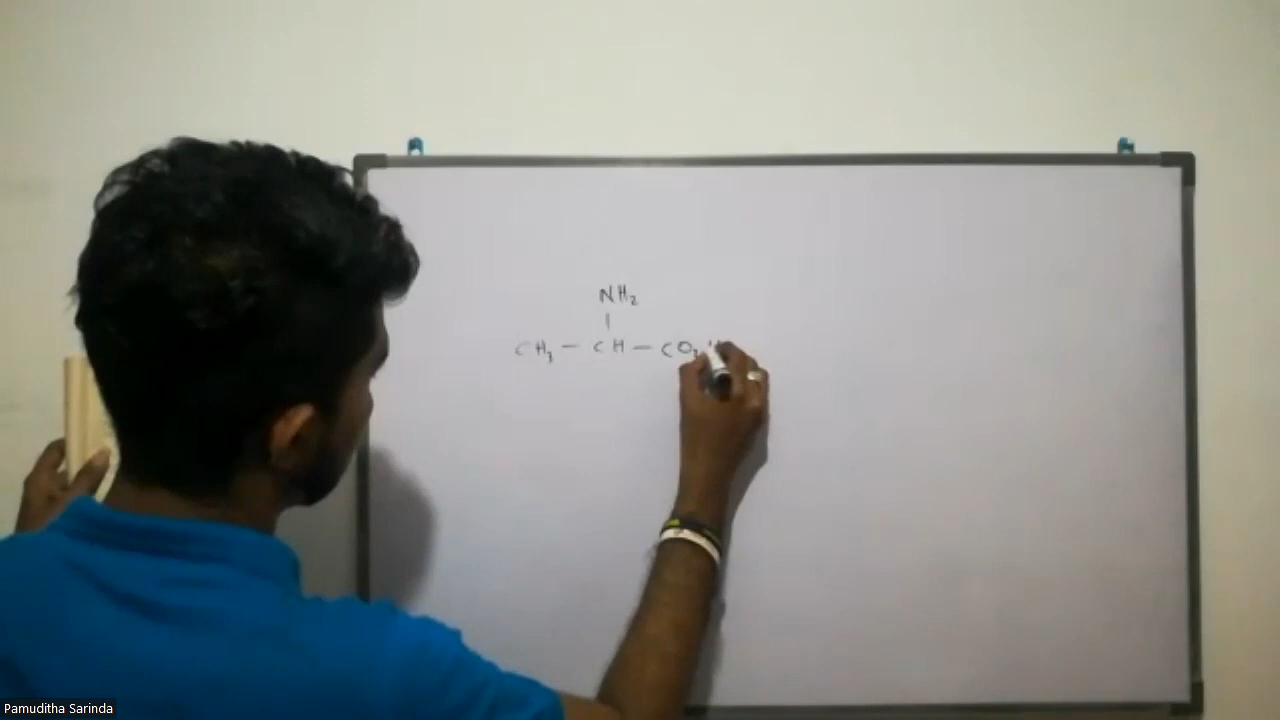 NH₂
|
CH₃ — CH — CO₂H
Pamuditha Sarinda